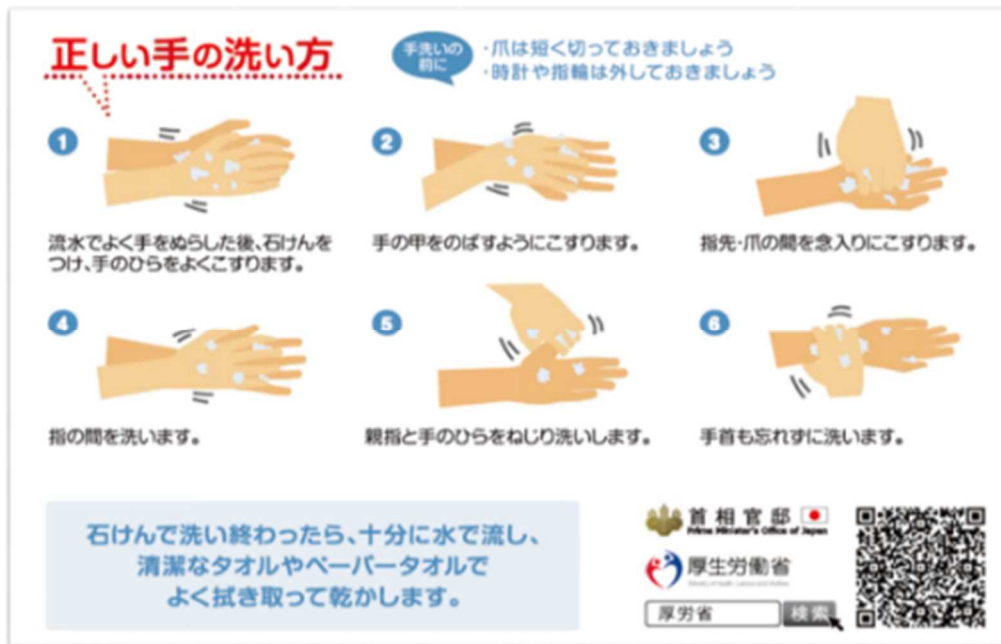 正しい手の洗い方
手洗いの
前に
・爪は短く切っておきましょう
・時計や指輪は外しておきましょう
1
流水でよく手をぬらした後、石けんを
つけ、手のひらをよくこすります。
2
手の甲をのばすようにこすります。
3
指先・爪の間を念入りにこすります。
4
指の間を洗います。
5
親指と手のひらをねじり洗いします。
6
手首も忘れずに洗います。
石けんで洗い終わったら、十分に水で流し、
清潔なタオルやペーパータオルで
よく拭き取って乾かします。
首相官邸
Prime Minister's Office of Japan
厚生労働省
Ministry of Health, Labour and Welfare
厚労省 検索